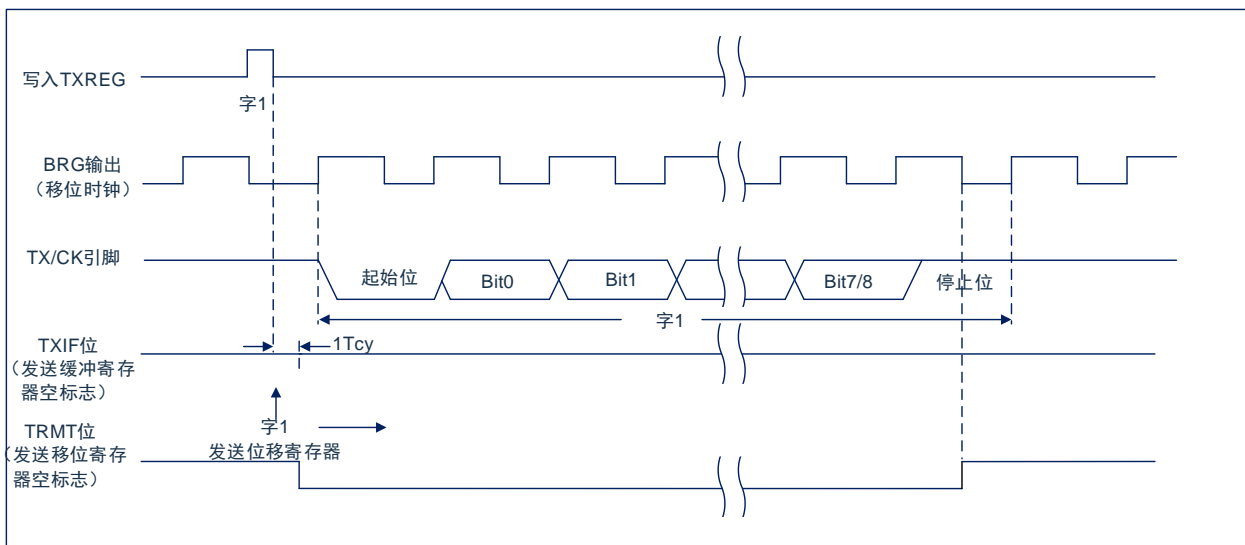 写入TXREG
字1
BRG输出
（移位时钟）
TX/CK引脚
起始位
Bit0
Bit1
Bit7/8
停止位
字1
TXIF位
（发送缓冲寄存
器空标志）
1Tcy
字1
发送位移寄存器
TRMT位
（发送移位寄存
器空标志）